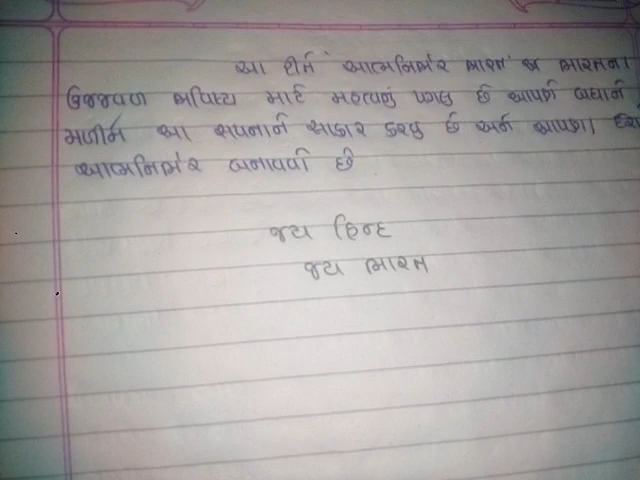 આ રીતે આત્મનિર્ભર ભારત એ ભારતના
ઉજ્જવળ ભવિષ્ય માટે મહત્વનું પગલુ છે આપણે બધાને
મળીને આ સપનાને સાકાર કરવુ છે અને આપણા દેશ
આત્મનિર્ભર બનાવવો છે
જય હિન્દ
જય ભારત